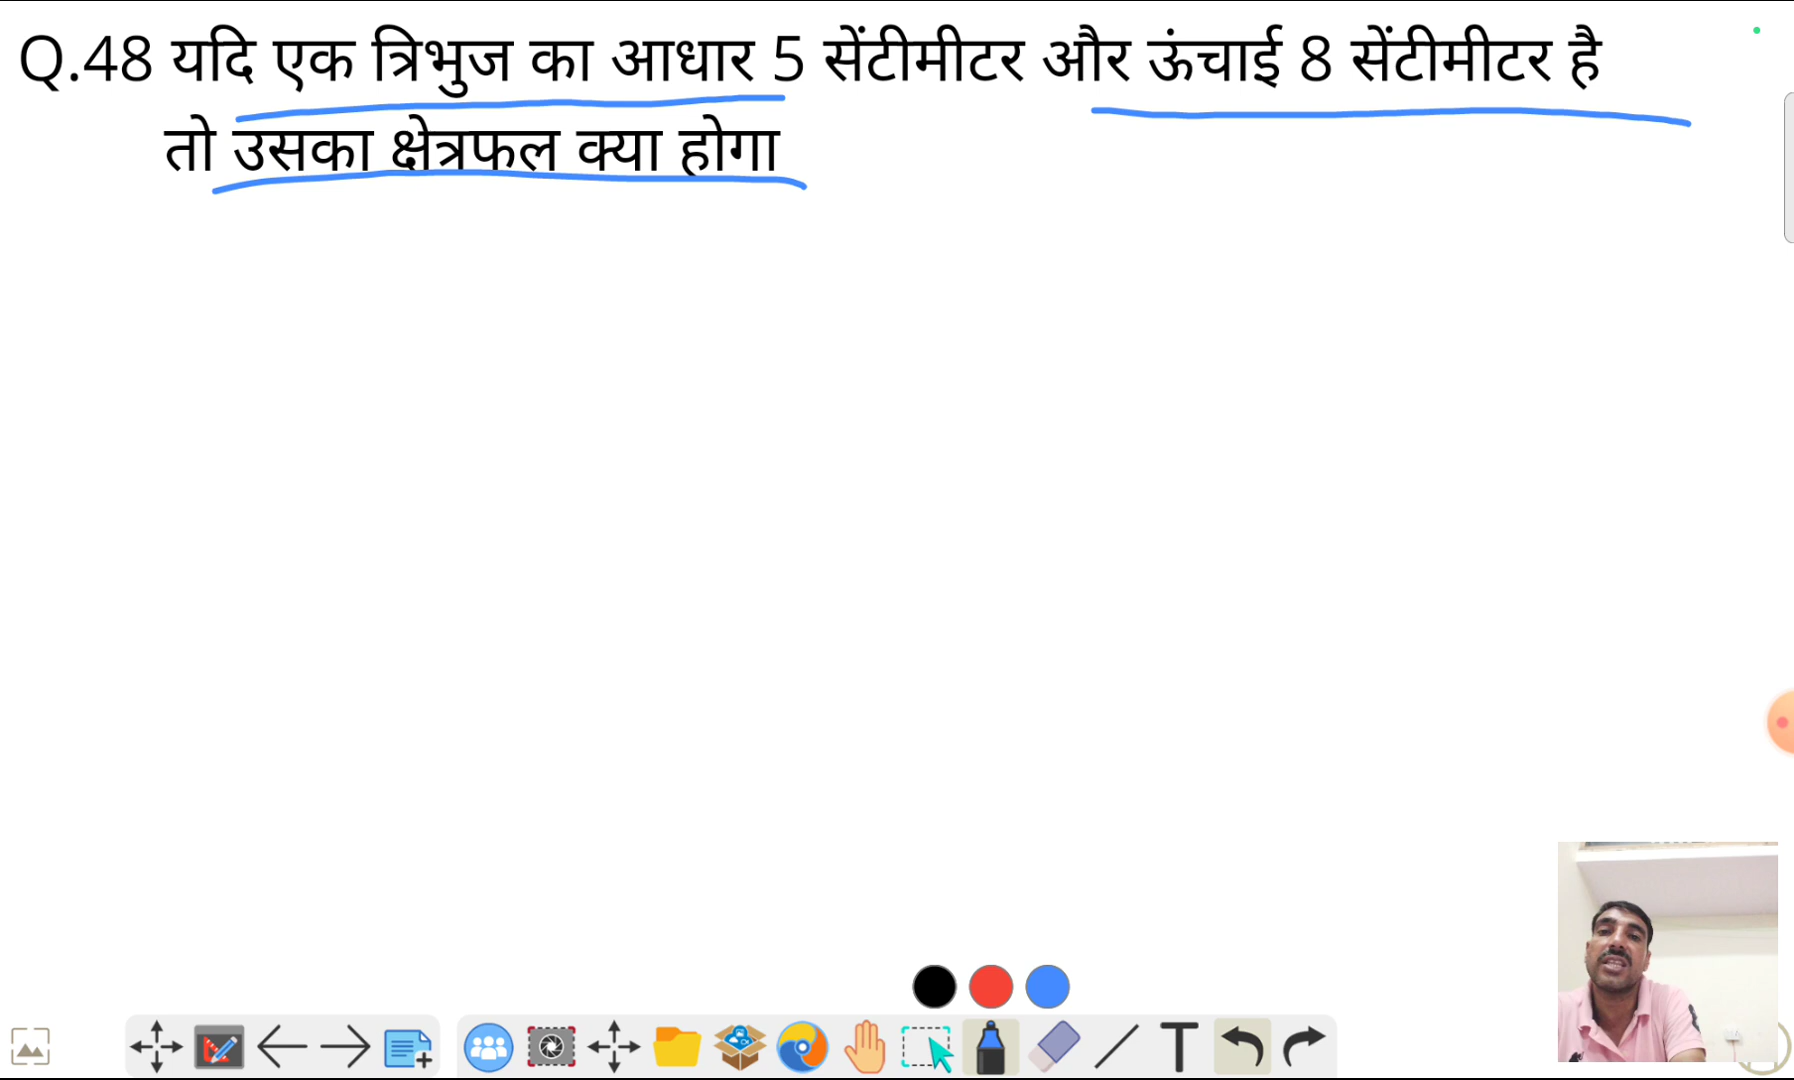 Q.48 यदि एक त्रिभुज का आधार 5 सेंटीमीटर और ऊंचाई 8 सेंटीमीटर है
तो उसका क्षेत्रफल क्या होगा